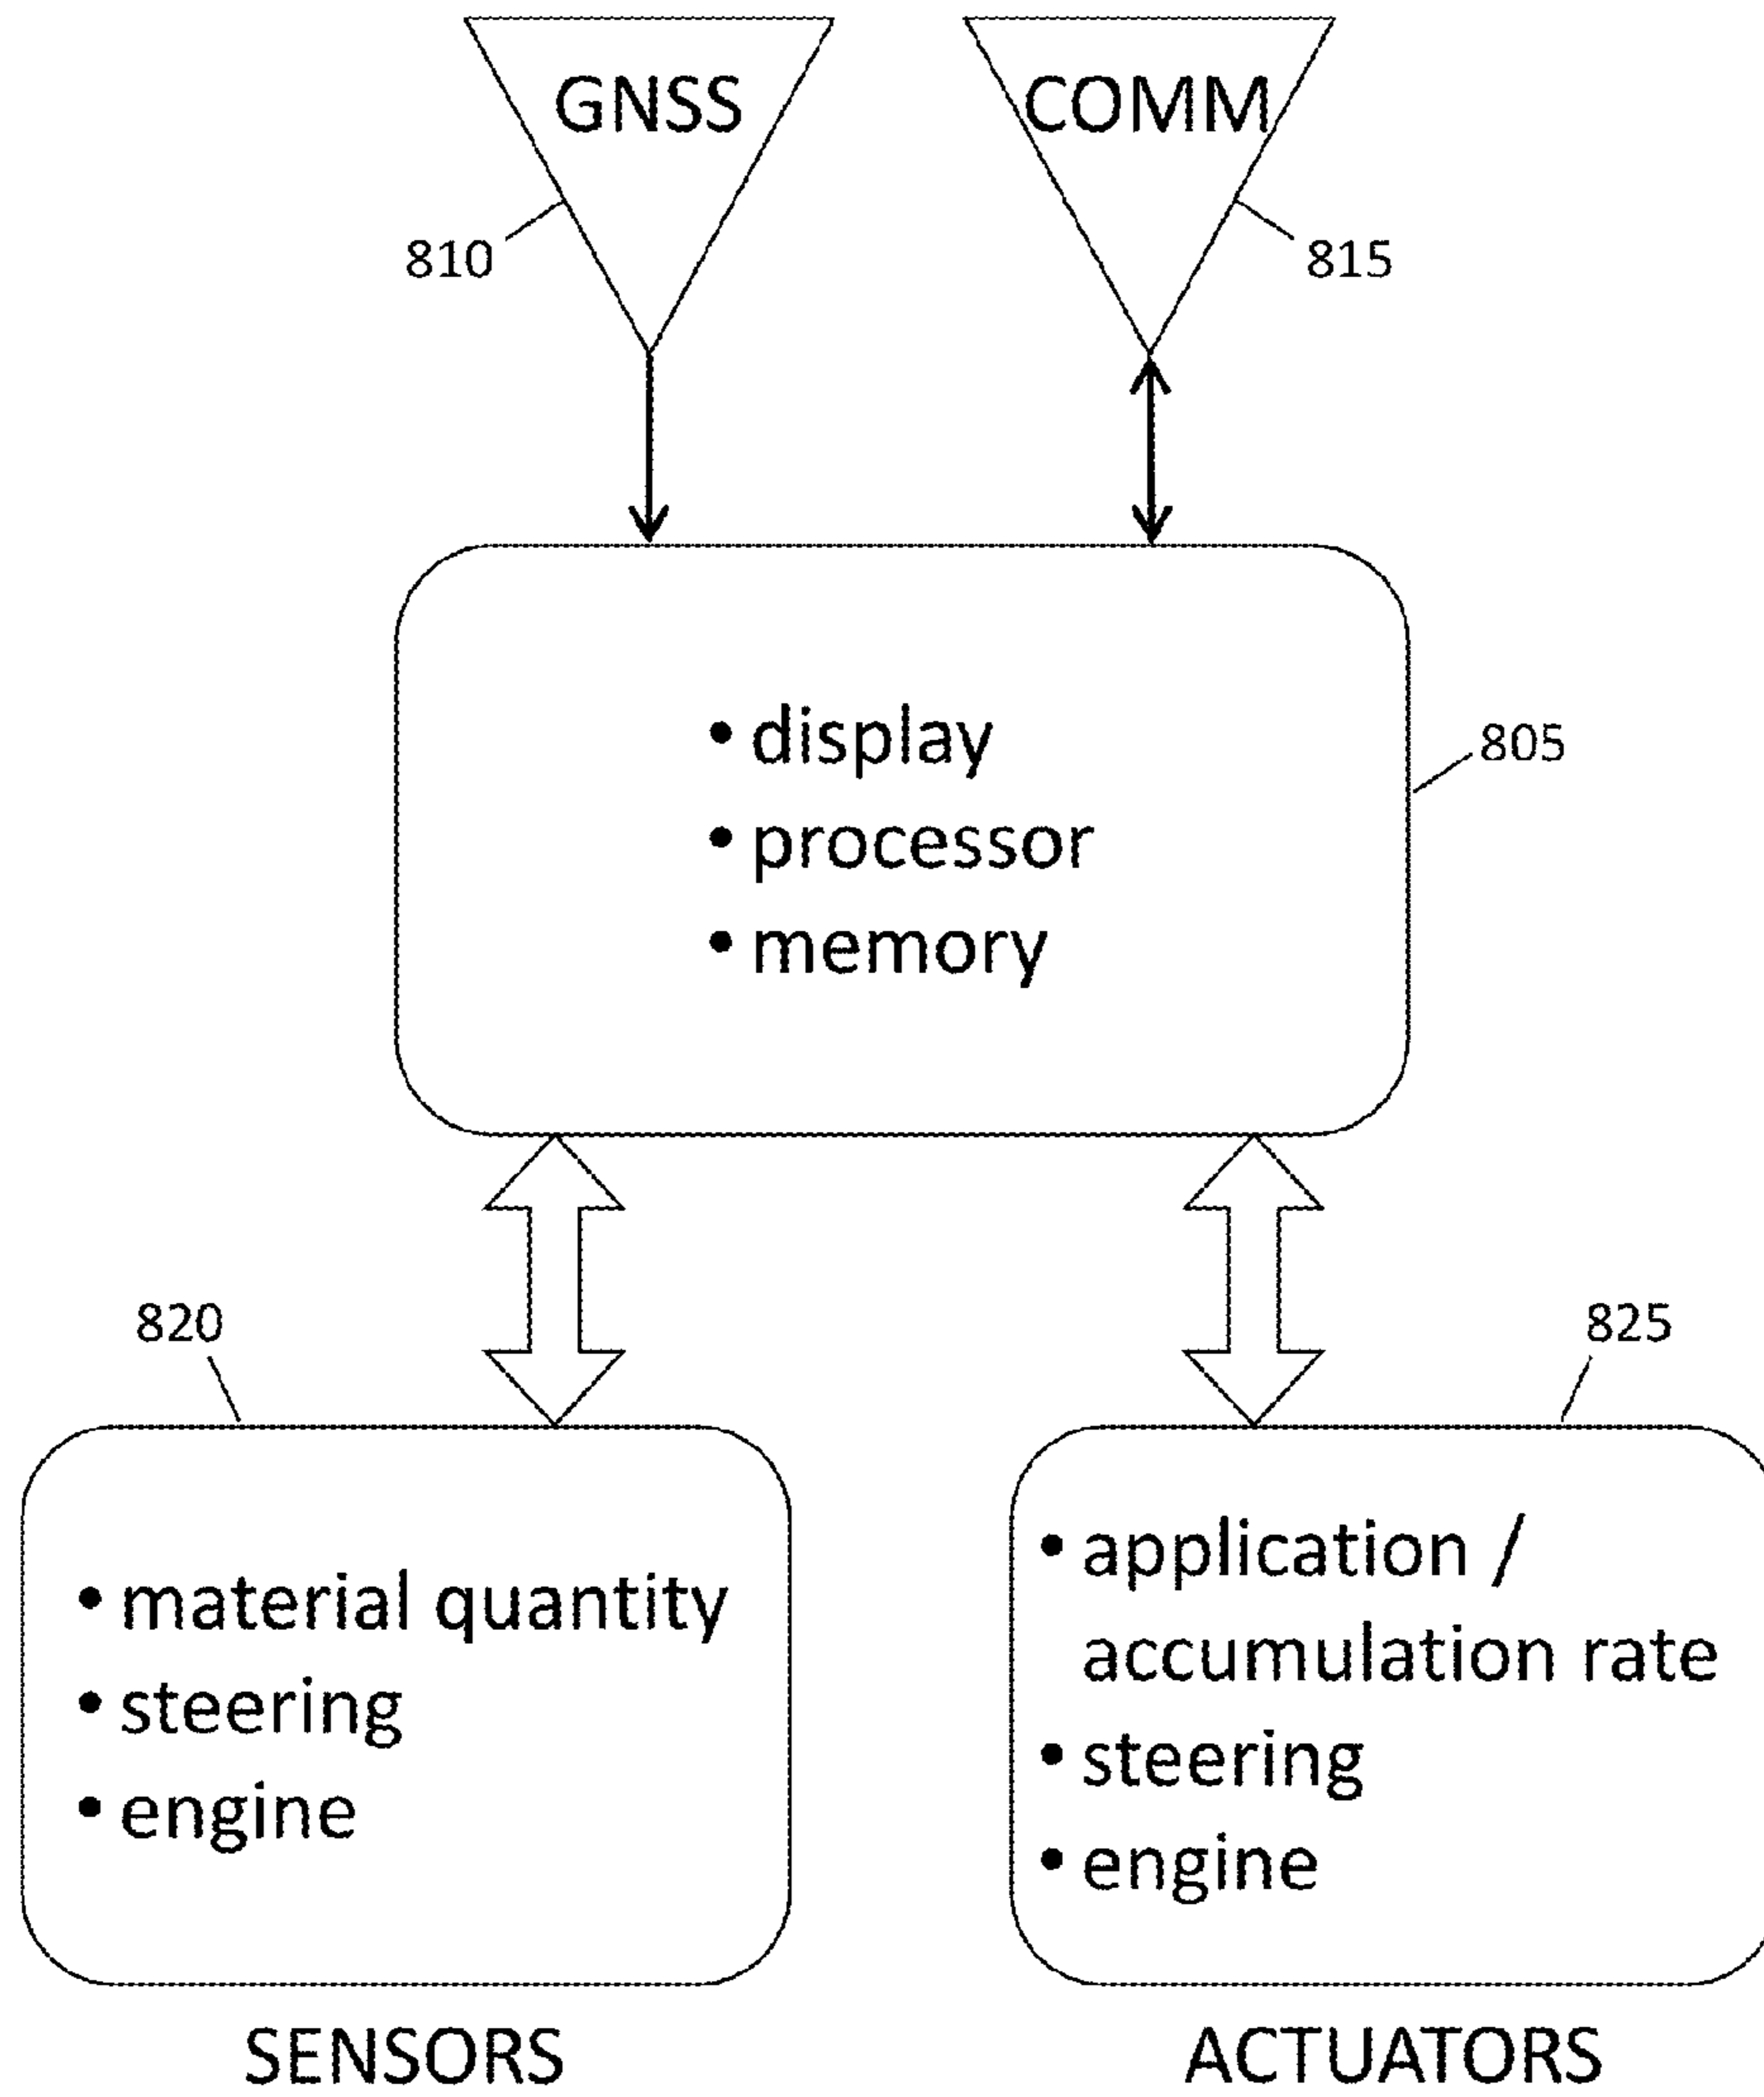 GNSS
COMM
810
815
• display
805
• processor
• memory
820
825
• material quantity
• steering
• engine
• application /
accumulation rate
• steering
• engine
SENSORS
ACTUATORS